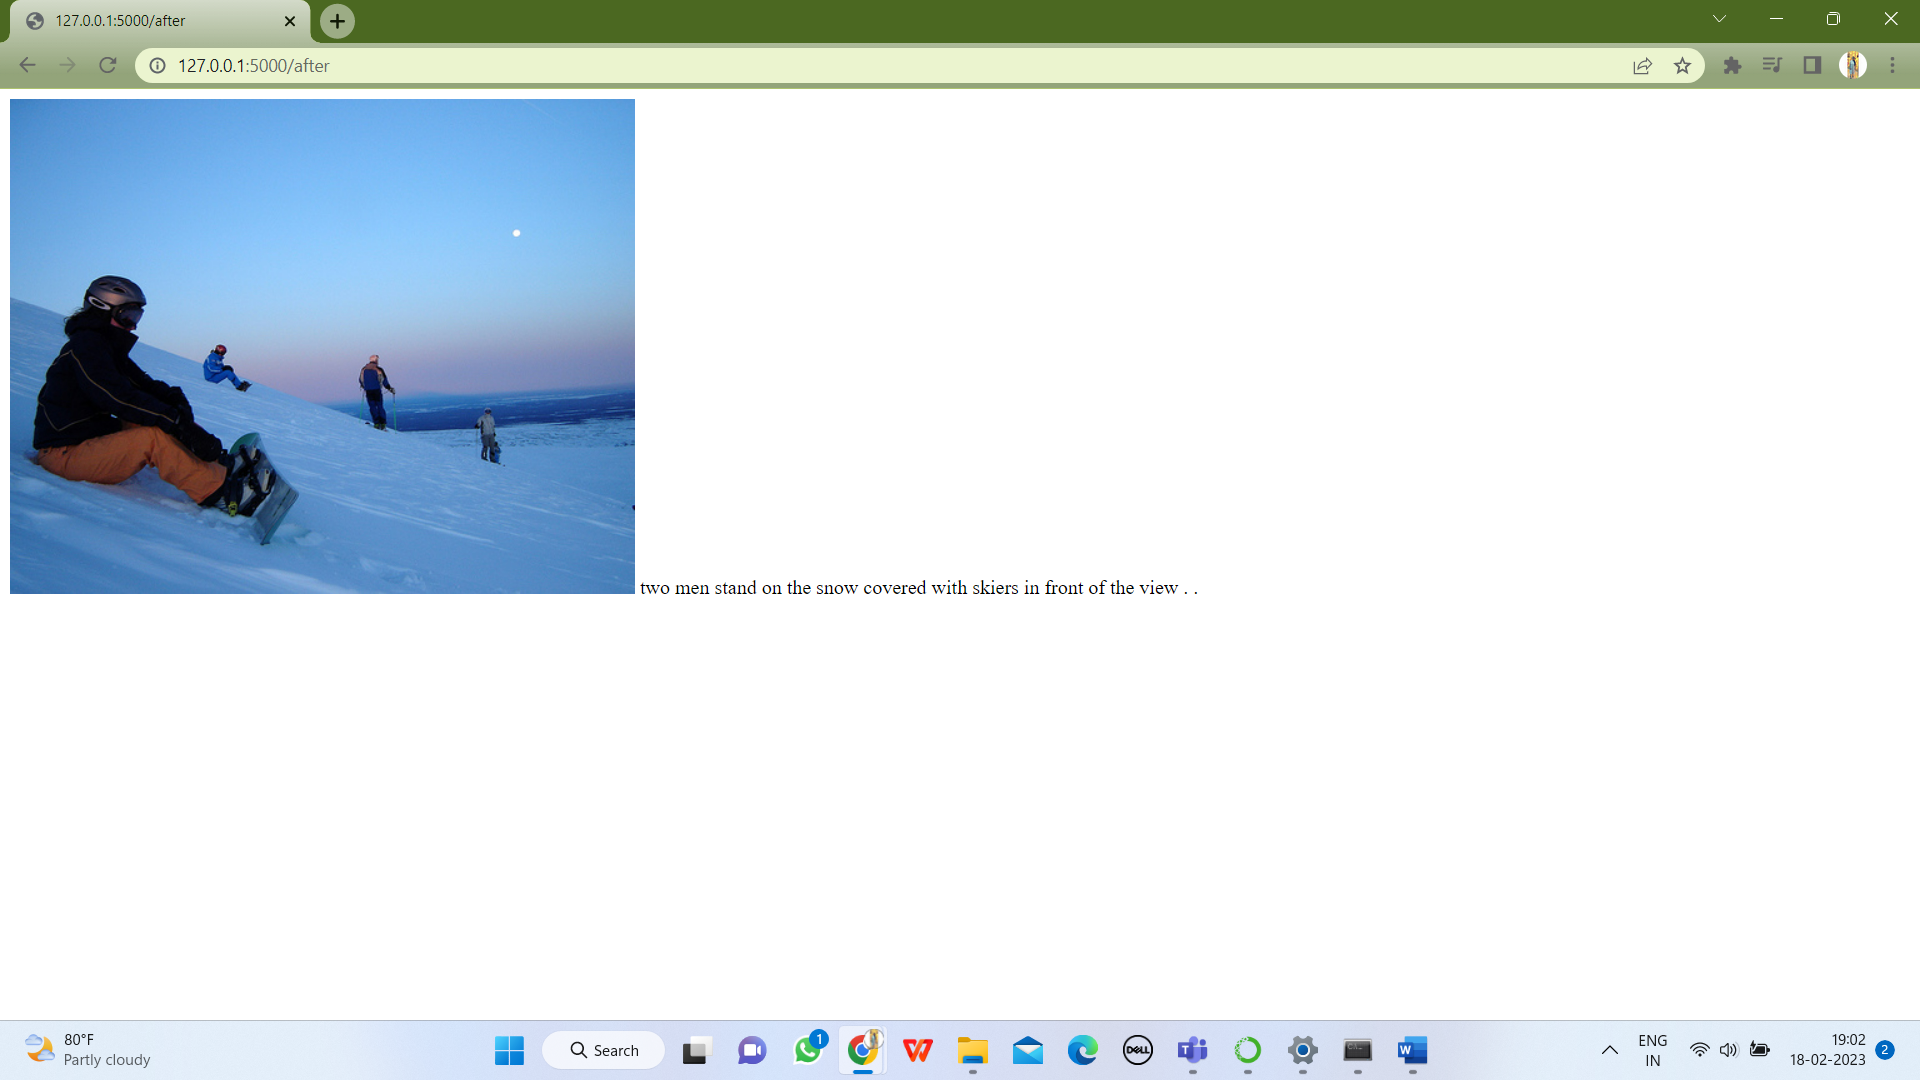 127.0.0.1:5000/after
127.0.0.1:5000/after
two men stand on the snow covered with skiers in front of the view . .
80°F
Partly cloudy
Search
1
W
DELL
T
W
ENG
IN
19:02
18-02-2023
2